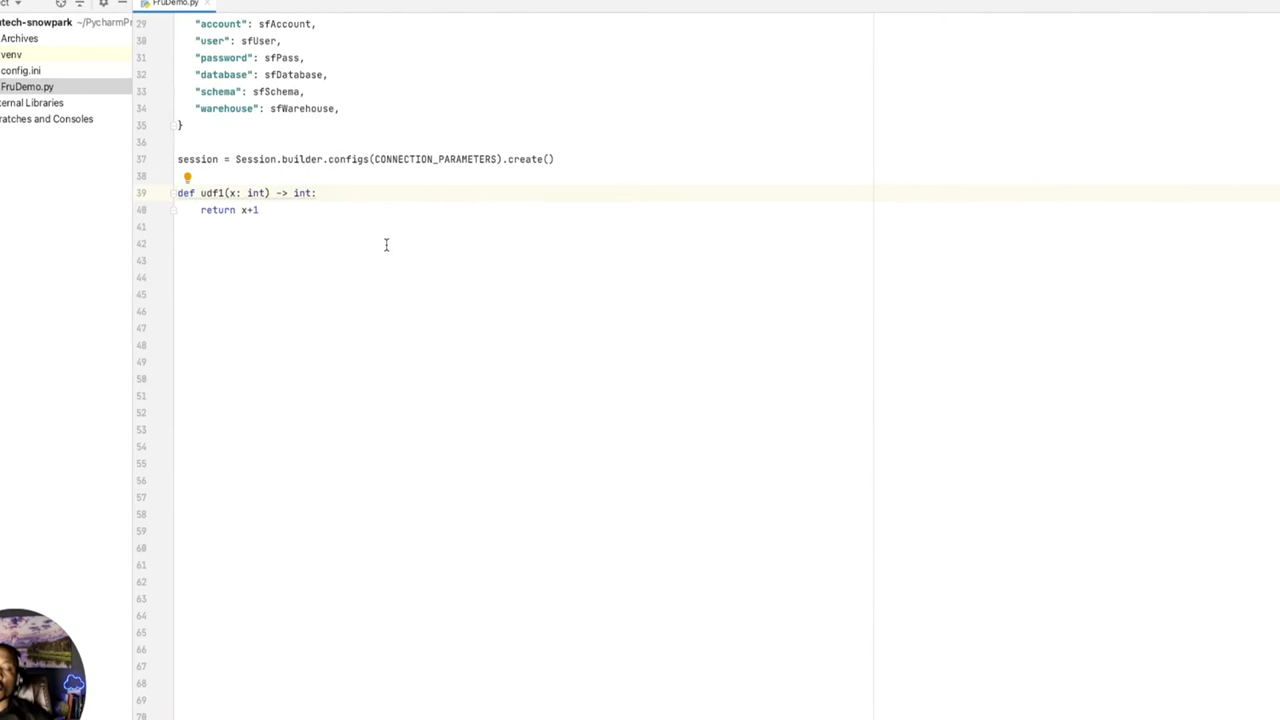 ct
FruDemo.py
utech-snowpark ~/PycharmPr
Archives
venv
config.ini
FruDemo.py
ternal Libraries
ratches and Consoles
29 "account": sfAccount,
30 "user": sfUser,
31 "password": sfPass,
32 "database": sfDatabase,
33 "schema": sfSchema,
34 "warehouse": sfWarehouse,
35 }
36
37 session = Session.builder.configs(CONNECTION_PARAMETERS).create()
38
39 def udf1(x: int) -> int:
40 return x+1
41
42
43
44
45
46
47
48
49
50
51
52
53
54
55
56
57
58
59
60
61
62
63
64
65
66
67
68
69
70